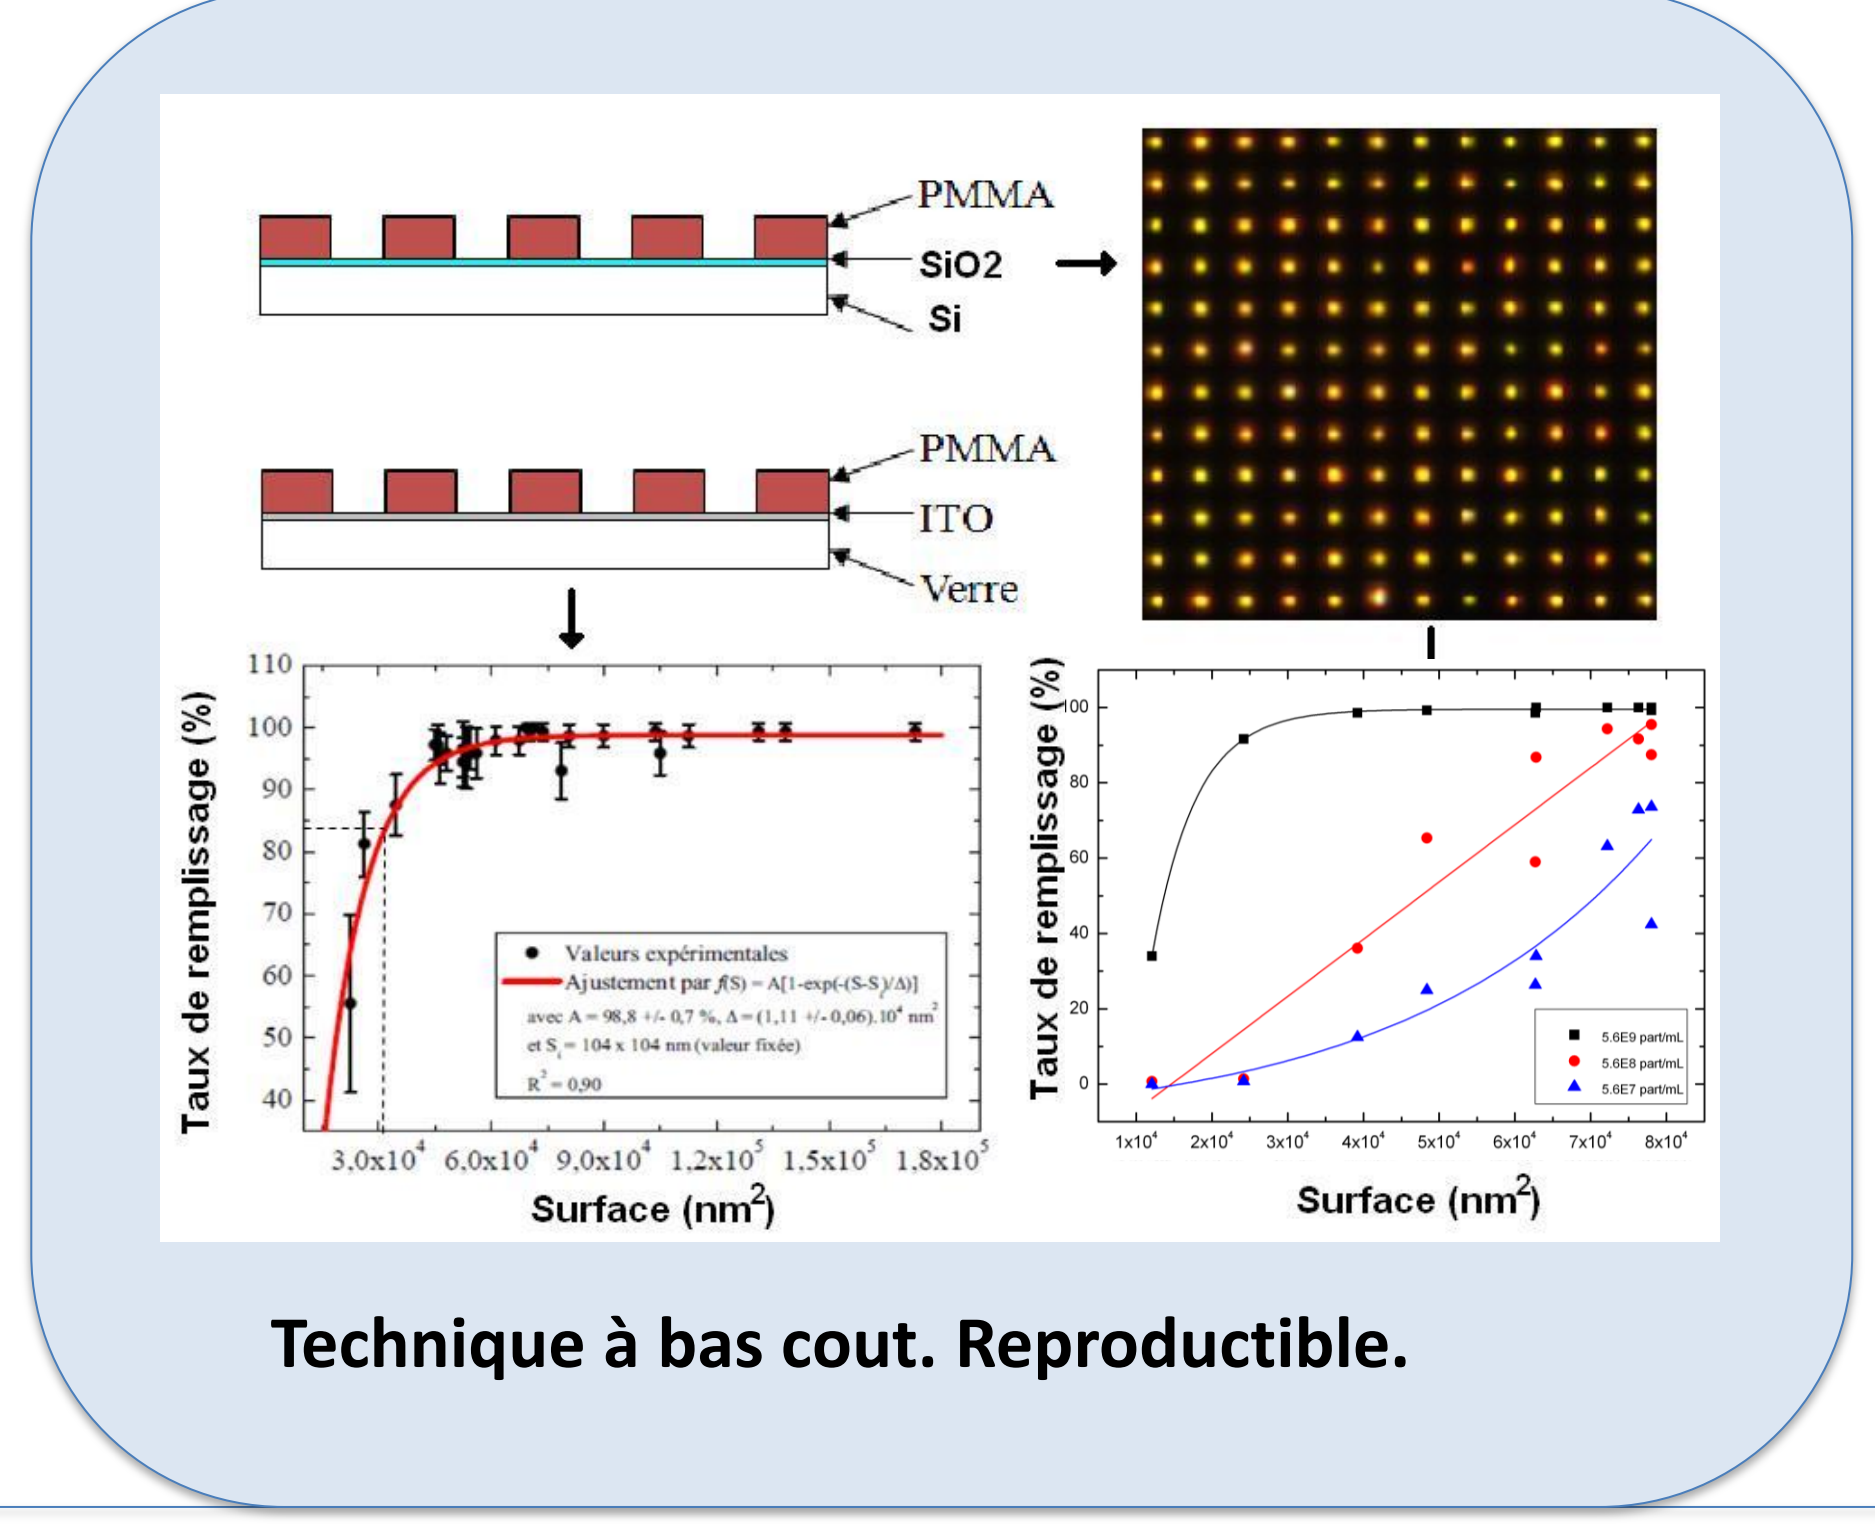 PMMA
SiO2
Si
PMMA
ITO
Verre
Taux de remplissage (%)
110
100
90
80
70
60
50
40
Valeurs expérimentales
Ajustement par f(S) = A[1-exp(-(S-Si)/Δ)]
avec A = 98,8 +/- 0,7 %, Δ = (1,11 +/- 0,06).10⁴ nm²
et Si = 104 x 104 nm (valeur fixée)
R² = 0,90
3,0x10⁴ 6,0x10⁴ 9,0x10⁴ 1,2x10⁵ 1,5x10⁵ 1,8x10⁵
Surface (nm²)
Taux de remplissage (%)
100
80
60
40
20
0
5.6E9 part/mL
5.6E8 part/mL
5.6E7 part/mL
1x10⁴ 2x10⁴ 3x10⁴ 4x10⁴ 5x10⁴ 6x10⁴ 7x10⁴ 8x10⁴
Surface (nm²)
Technique à bas cout. Reproductible.